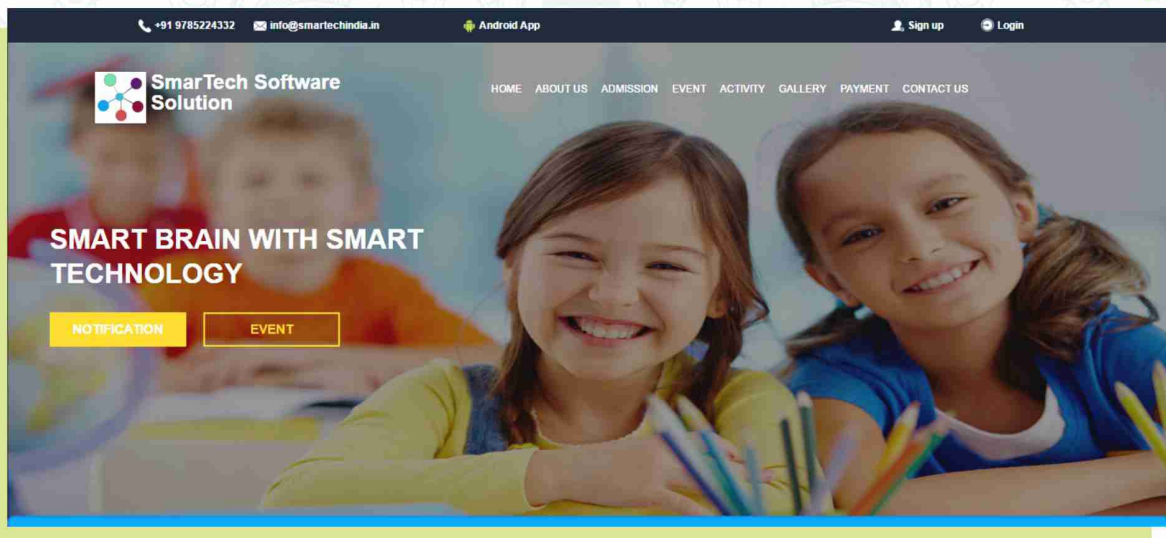 +91 9785224332 info@smartechindia.in Android App Sign up Login
SmarTech Software
Solution
HOME ABOUT US ADMISSION EVENT ACTIVITY GALLERY PAYMENT CONTACT US
SMART BRAIN WITH SMART
TECHNOLOGY
NOTIFICATION EVENT